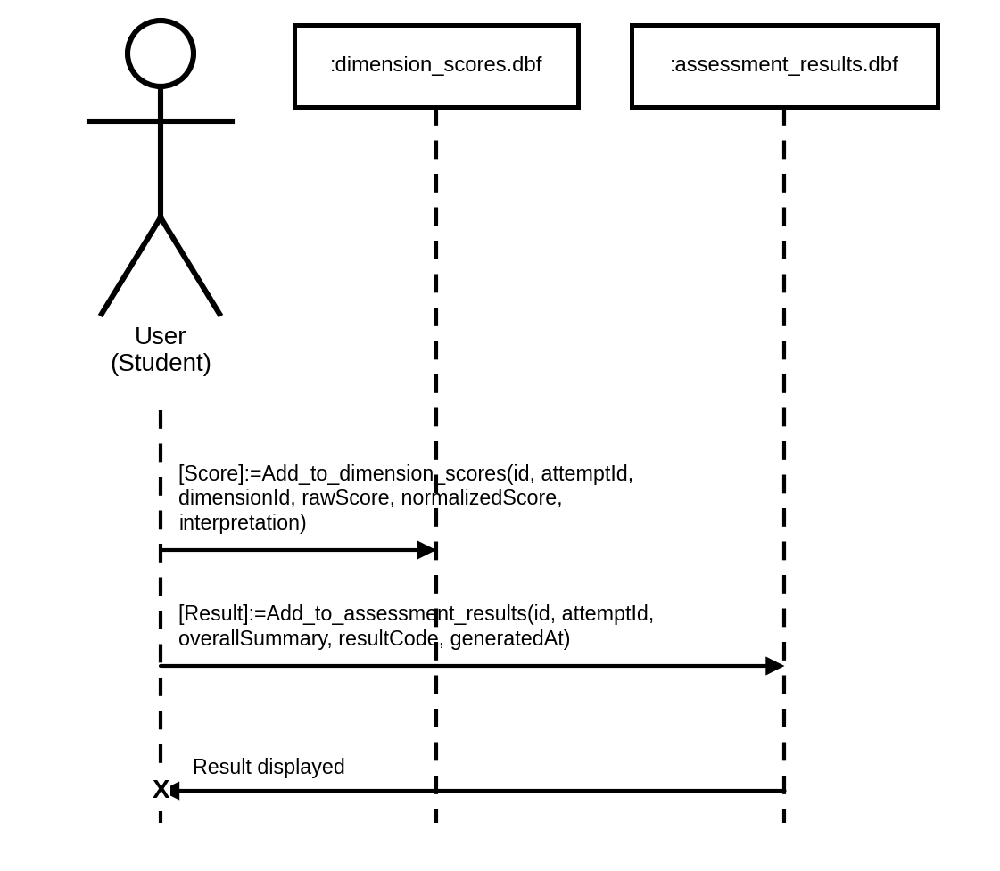 :dimension_scores.dbf
:assessment_results.dbf
User
(Student)
[Score]:=Add_to_dimension_scores(id, attemptId,
dimensionId, rawScore, normalizedScore,
interpretation)
[Result]:=Add_to_assessment_results(id, attemptId,
overallSummary, resultCode, generatedAt)
Result displayed
X